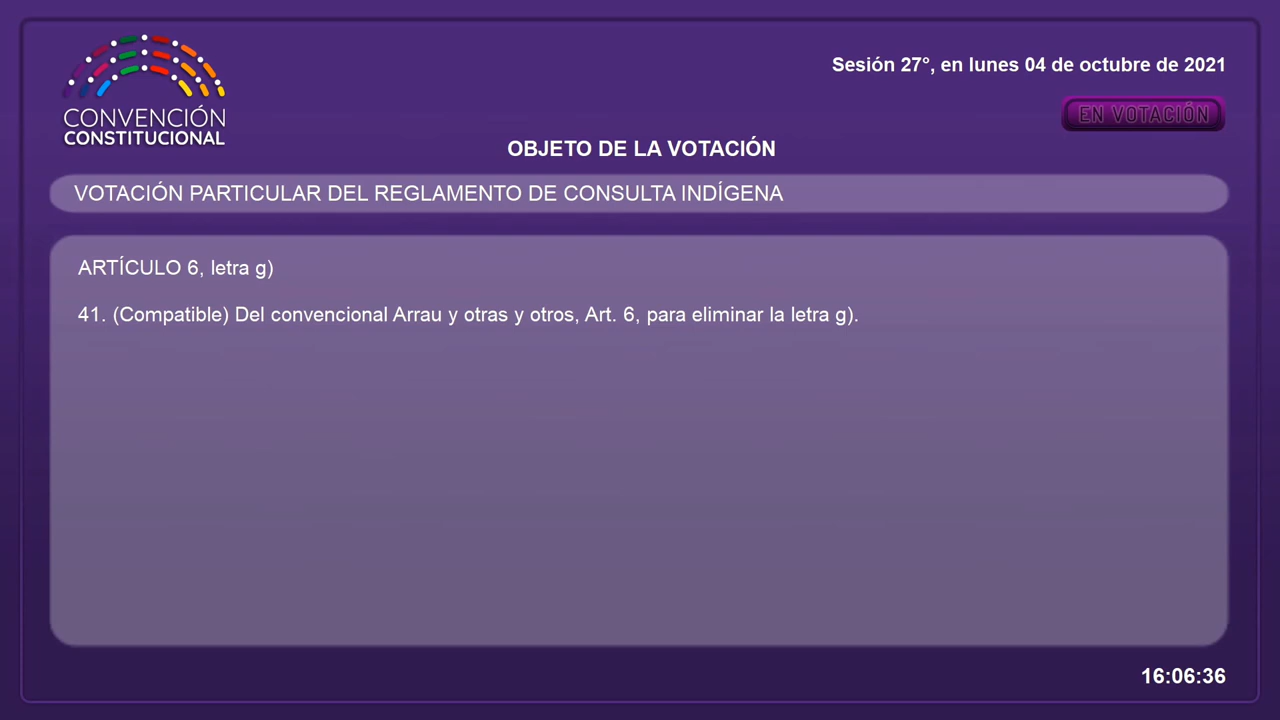 CONVENCIÓN
CONSTITUCIONAL
Sesión 27°, en lunes 04 de octubre de 2021
EN VOTACIÓN
OBJETO DE LA VOTACIÓN
VOTACIÓN PARTICULAR DEL REGLAMENTO DE CONSULTA INDÍGENA
ARTÍCULO 6, letra g)
41. (Compatible) Del convencional Arrau y otras y otros, Art. 6, para eliminar la letra g).
16:06:36